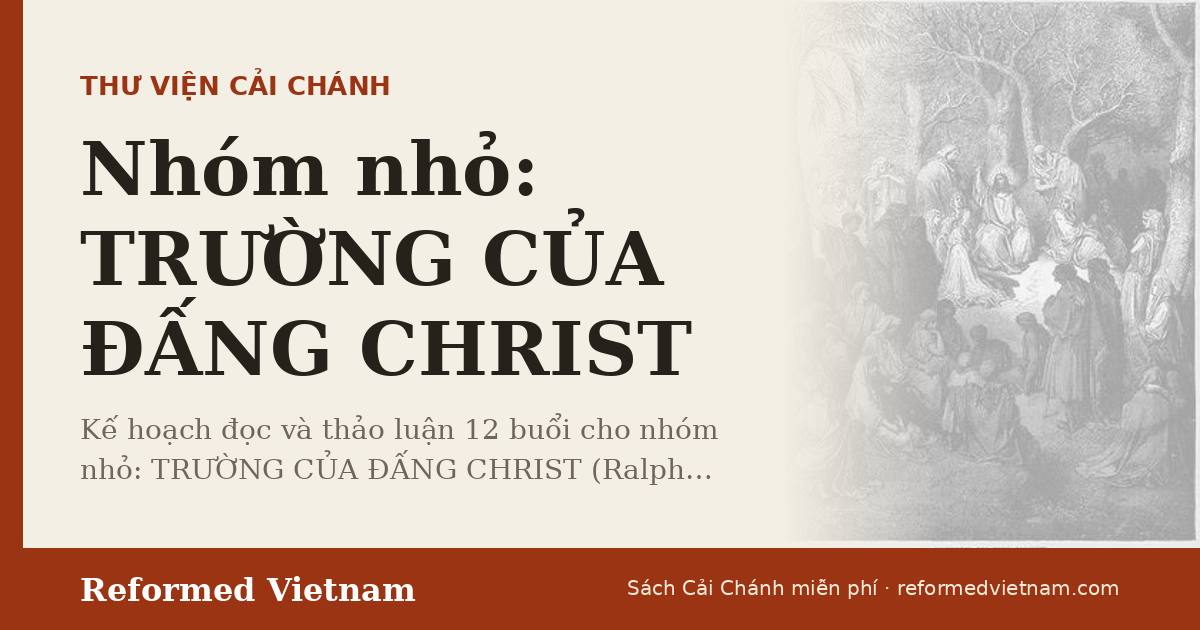 THƯ VIỆN CẢI CHÁNH
Nhóm nhỏ:
TRƯỜNG CỦA
ĐẤNG CHRIST
Kế hoạch đọc và thảo luận 12 buổi cho nhóm
nhỏ: TRƯỜNG CỦA ĐẤNG CHRIST (Ralph...
Reformed Vietnam
Sách Cải Chánh miễn phí · reformedvietnam.com